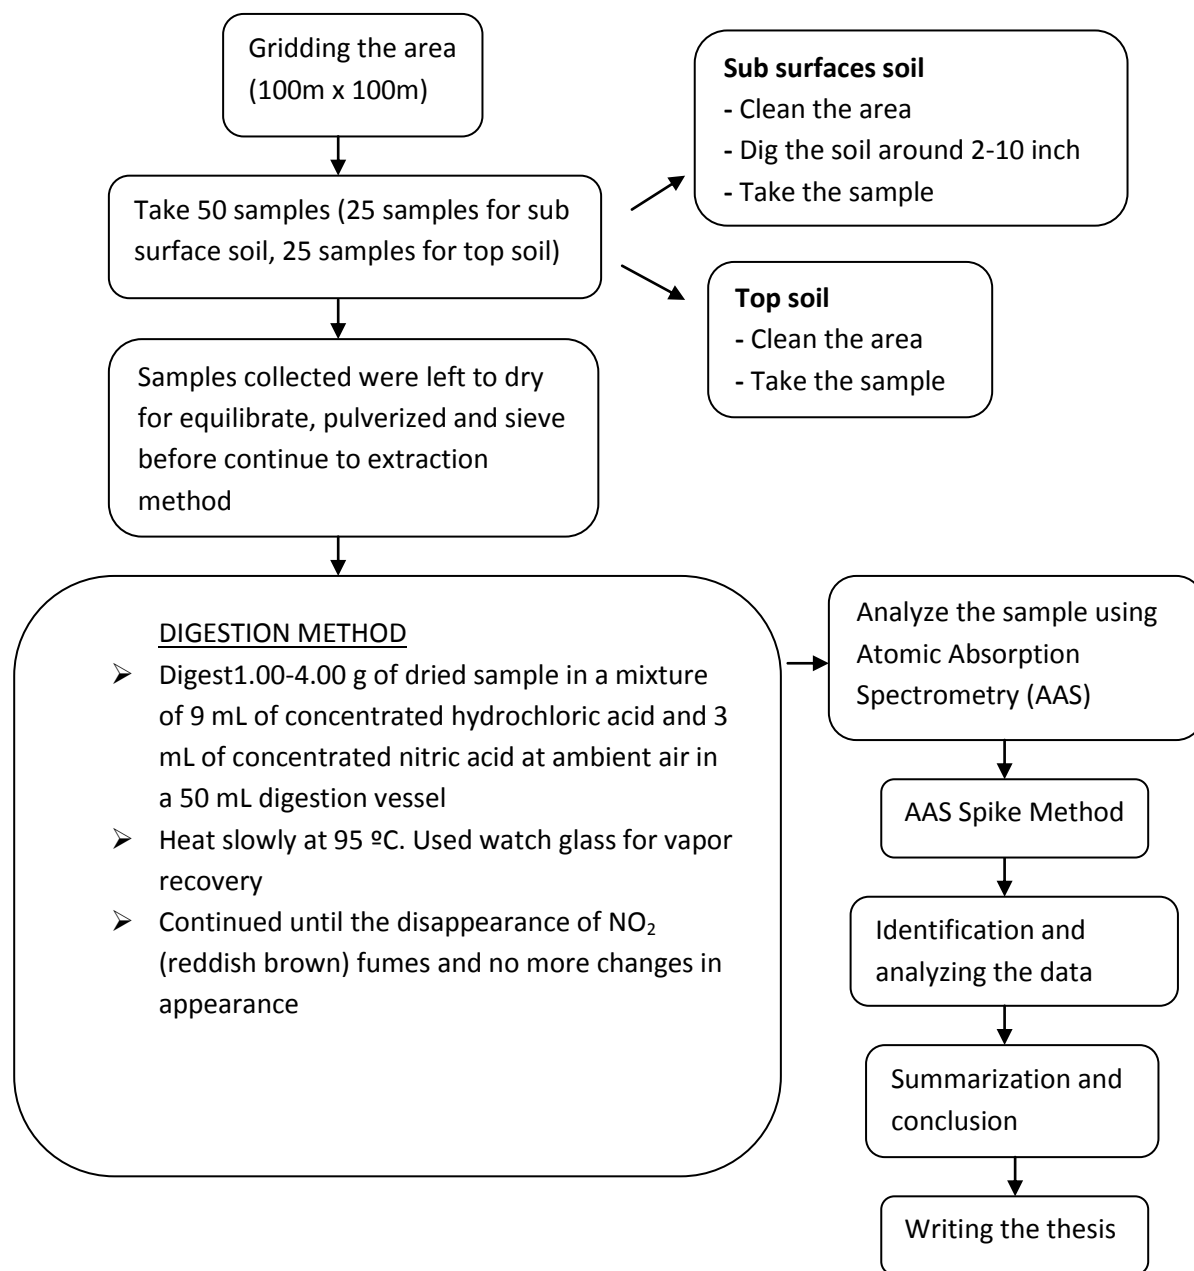 Gridding the area
(100m x 100m)
Sub surfaces soil
- Clean the area
- Dig the soil around 2-10 inch
- Take the sample
Take 50 samples (25 samples for sub
surface soil, 25 samples for top soil)
Top soil
- Clean the area
- Take the sample
Samples collected were left to dry
for equilibrate, pulverized and sieve
before continue to extraction
method
DIGESTION METHOD
➢ Digest1.00-4.00 g of dried sample in a mixture
of 9 mL of concentrated hydrochloric acid and 3
mL of concentrated nitric acid at ambient air in
a 50 mL digestion vessel
➢ Heat slowly at 95 ºC. Used watch glass for vapor
recovery
➢ Continued until the disappearance of NO₂
(reddish brown) fumes and no more changes in
appearance
Analyze the sample using
Atomic Absorption
Spectrometry (AAS)
AAS Spike Method
Identification and
analyzing the data
Summarization and
conclusion
Writing the thesis